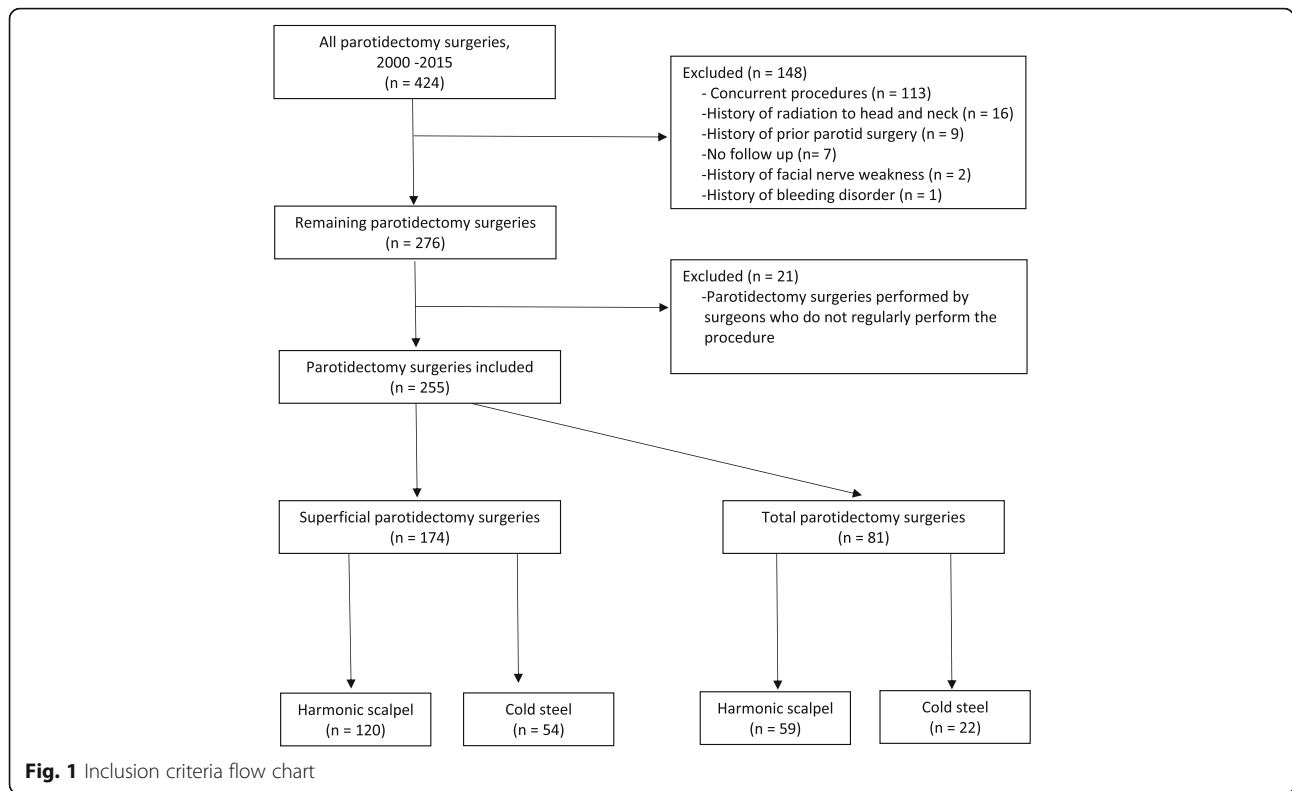 All parotidectomy surgeries,
2000 -2015
(n = 424)
Excluded (n = 148)
- Concurrent procedures (n = 113)
-History of radiation to head and neck (n = 16)
-History of prior parotid surgery (n = 9)
-No follow up (n= 7)
-History of facial nerve weakness (n = 2)
-History of bleeding disorder (n = 1)
Remaining parotidectomy surgeries
(n = 276)
Excluded (n = 21)
-Parotidectomy surgeries performed by
surgeons who do not regularly perform the
procedure
Parotidectomy surgeries included
(n = 255)
Superficial parotidectomy surgeries
(n = 174)
Total parotidectomy surgeries
(n = 81)
Harmonic scalpel
(n = 120)
Cold steel
(n = 54)
Harmonic scalpel
(n = 59)
Cold steel
(n = 22)
Fig. 1 Inclusion criteria flow chart